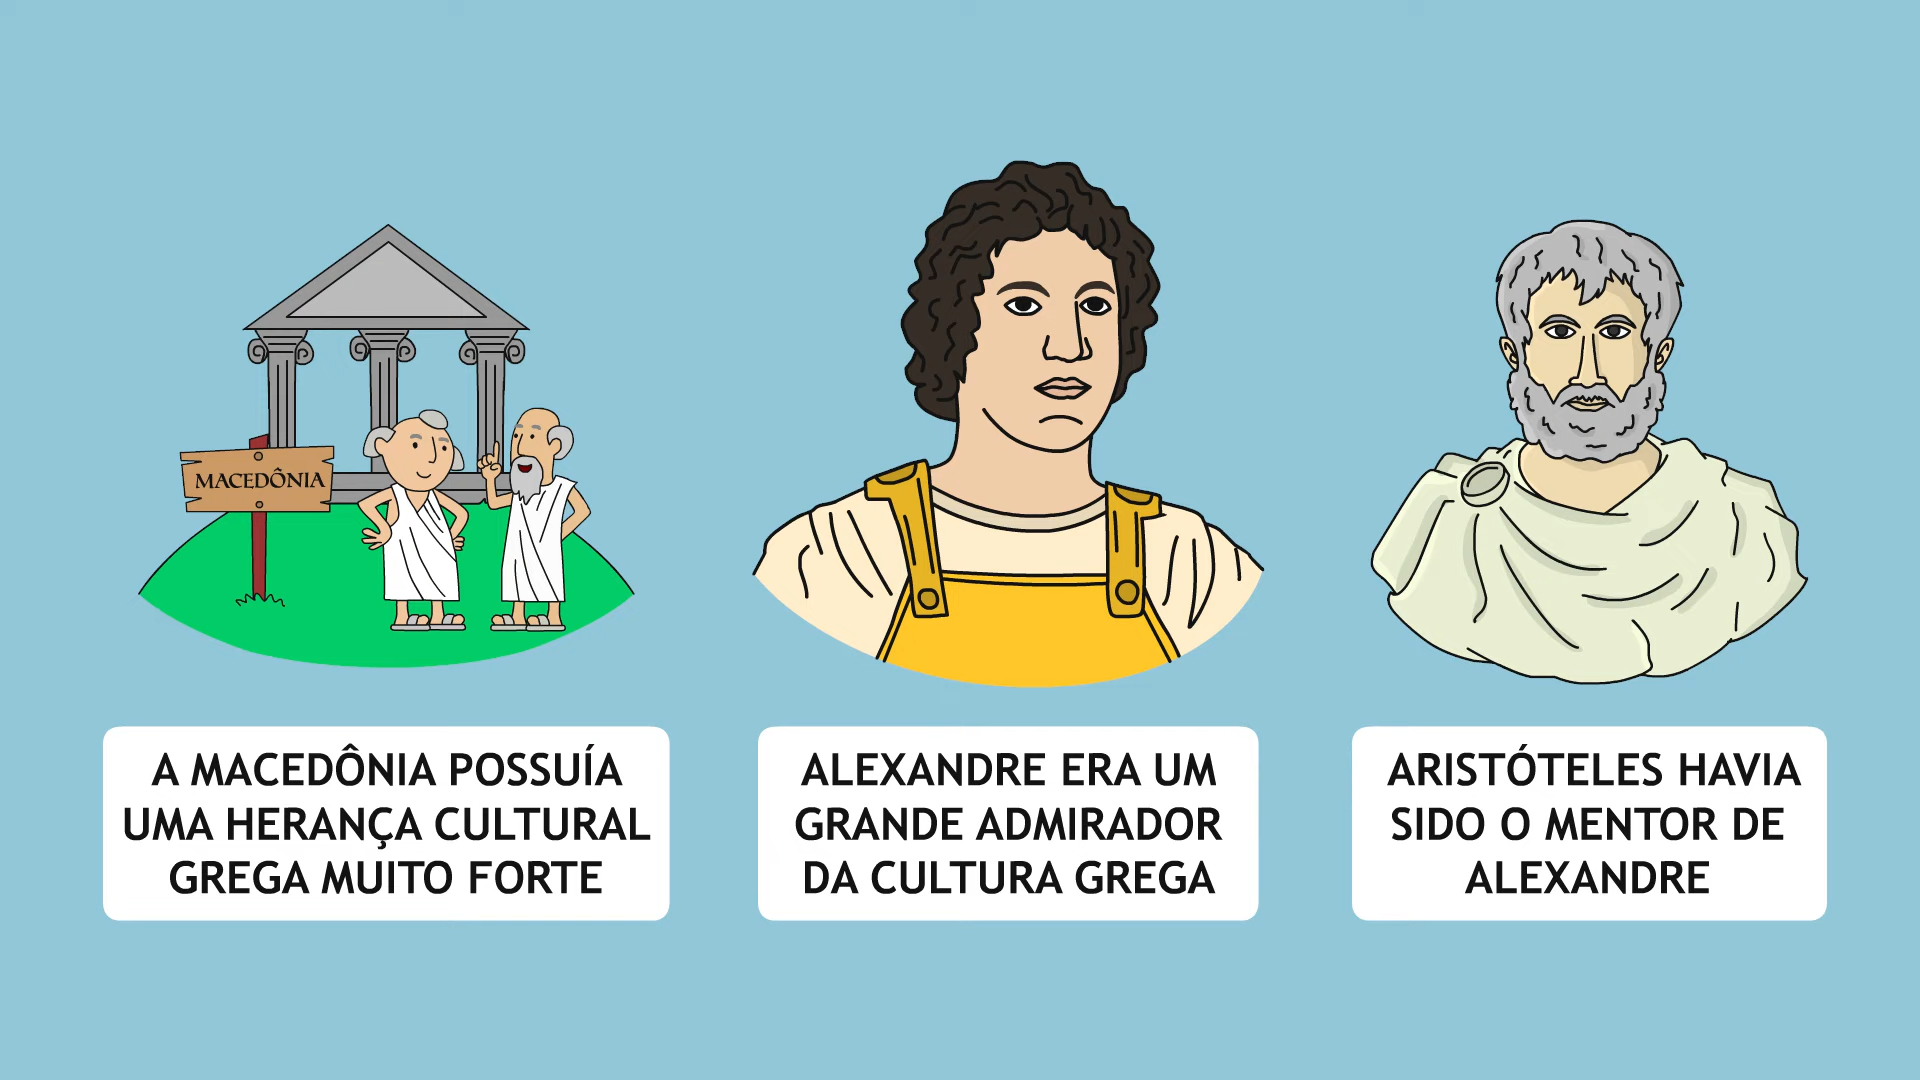 MACEDÔNIA
A MACEDÔNIA POSSUÍA
UMA HERANÇA CULTURAL
GREGA MUITO FORTE
ALEXANDRE ERA UM
GRANDE ADMIRADOR
DA CULTURA GREGA
ARISTÓTELES HAVIA
SIDO O MENTOR DE
ALEXANDRE